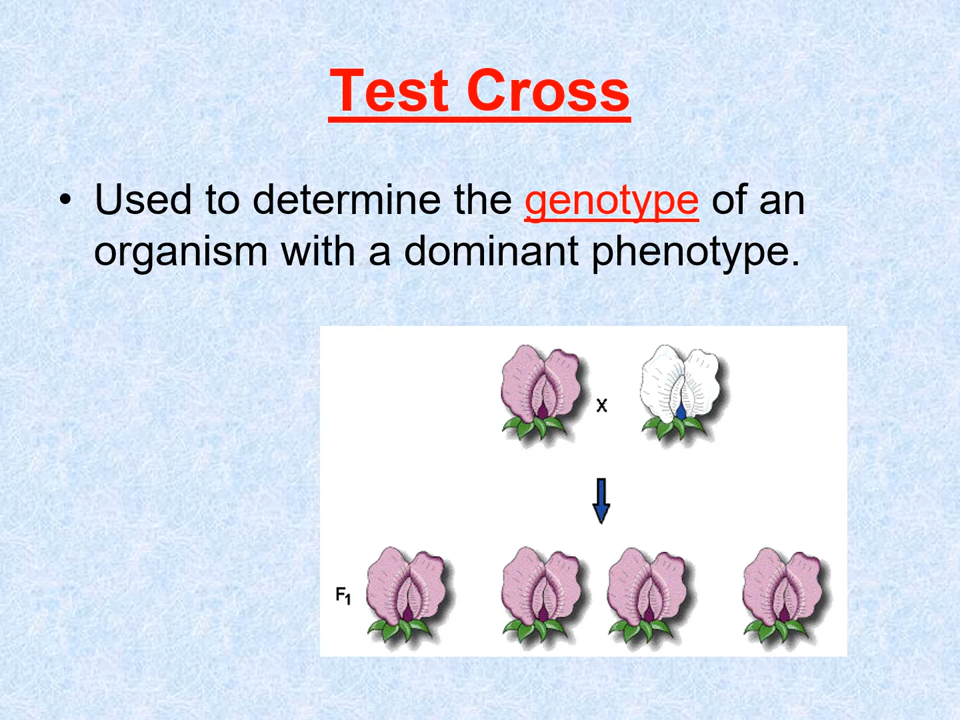 Test Cross
• Used to determine the genotype of an
organism with a dominant phenotype.
X
F1